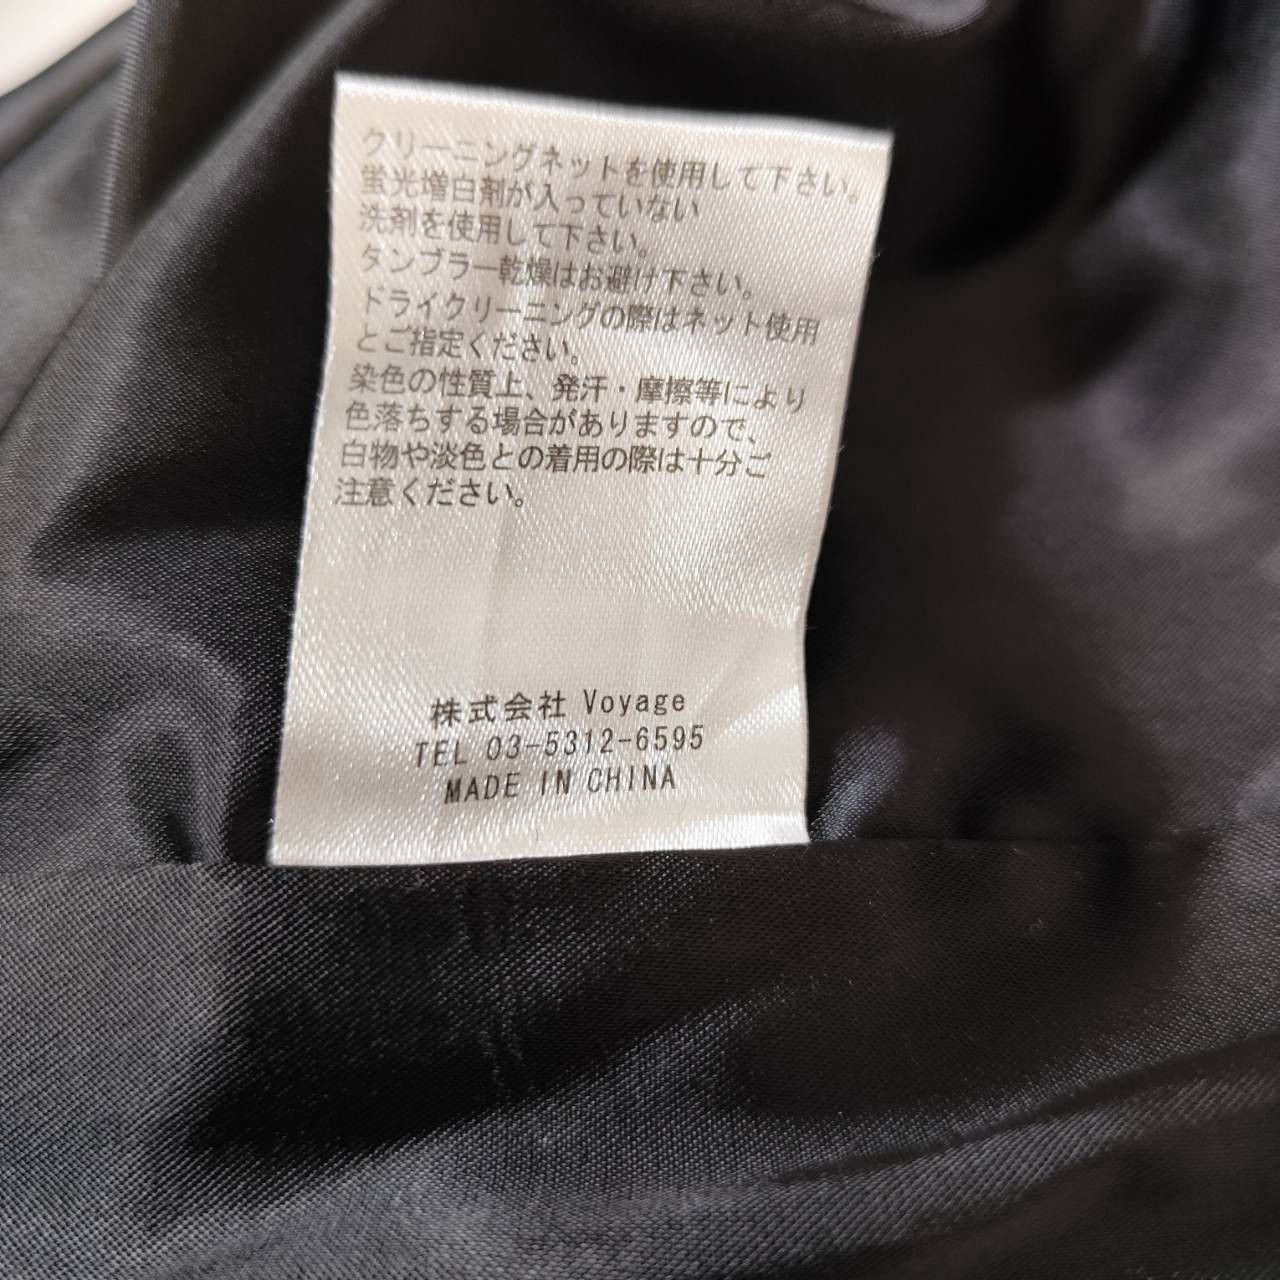 クリーニングネットを使用して下さい。
蛍光増白剤が入っていない
洗剤を使用して下さい。
タンブラー乾燥はお避け下さい。
ドライクリーニングの際はネット使用
とご指定ください。
染色の性質上、発汗・摩擦等により
色落ちする場合がありますので、
白物や淡色との着用の際は十分ご
注意ください。
株式会社 Voyage
TEL 03-5312-6595
MADE IN CHINA